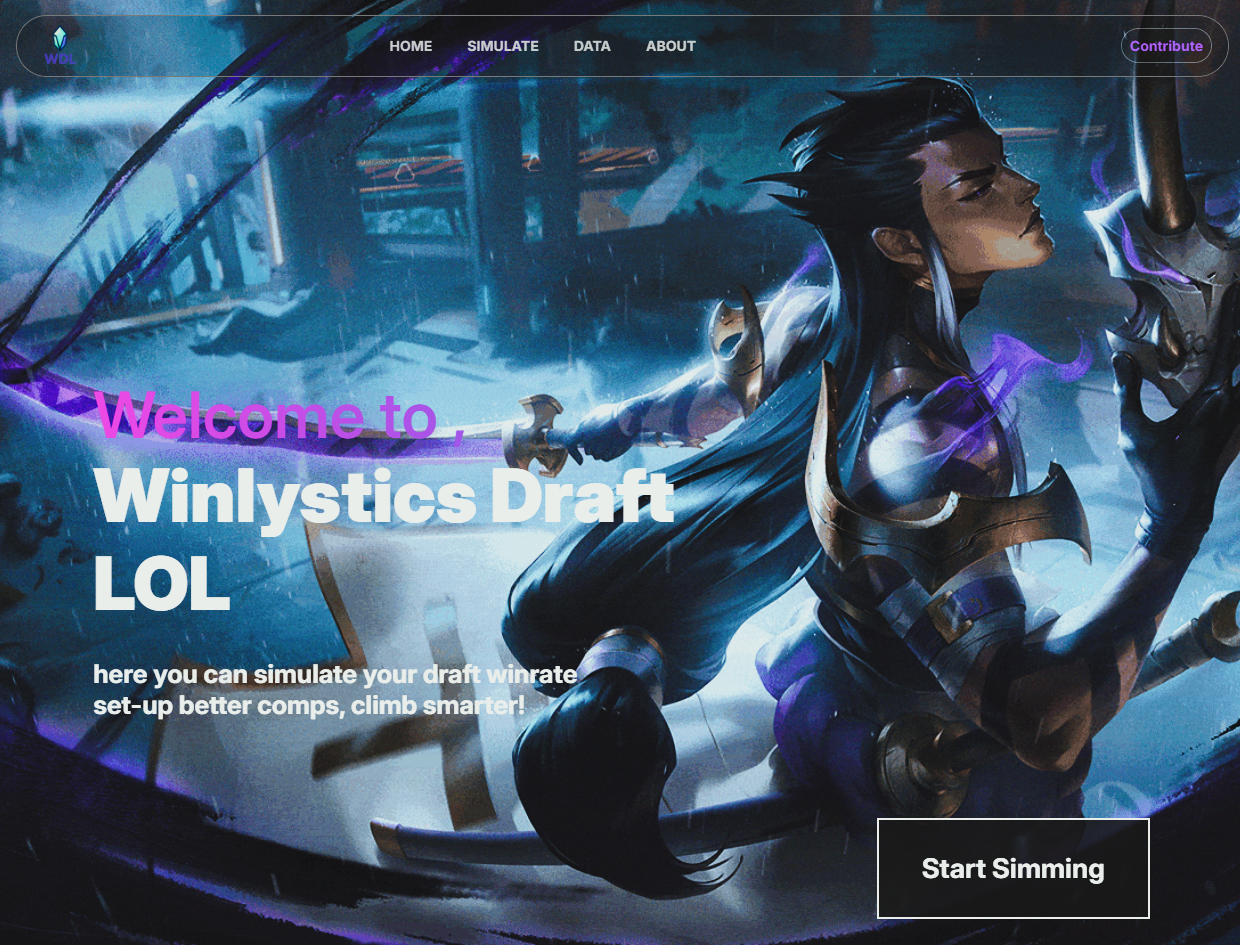 WDL
HOME SIMULATE DATA ABOUT
Contribute
Welcome to ,
Winlystics Draft
LOL
here you can simulate your draft winrate
set-up better comps, climb smarter!
Start Simming